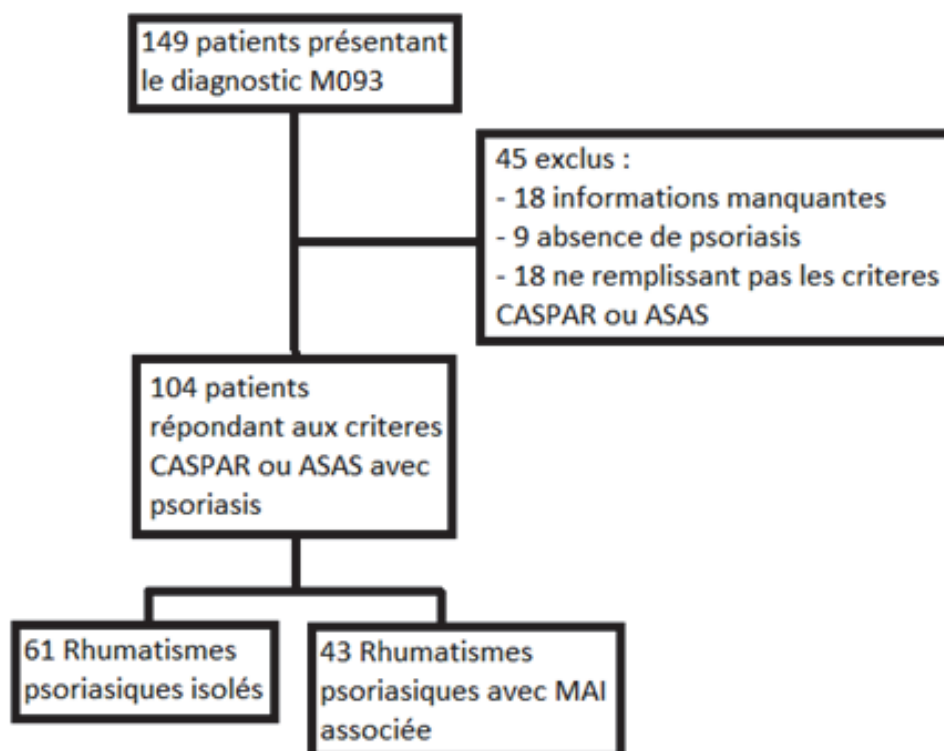 149 patients présentant
le diagnostic M093
45 exclus :
- 18 informations manquantes
- 9 absence de psoriasis
- 18 ne remplissant pas les criteres
CASPAR ou ASAS
104 patients
répondant aux criteres
CASPAR ou ASAS avec
psoriasis
61 Rhumatismes
psoriasiques isolés
43 Rhumatismes
psoriasiques avec MAI
associée